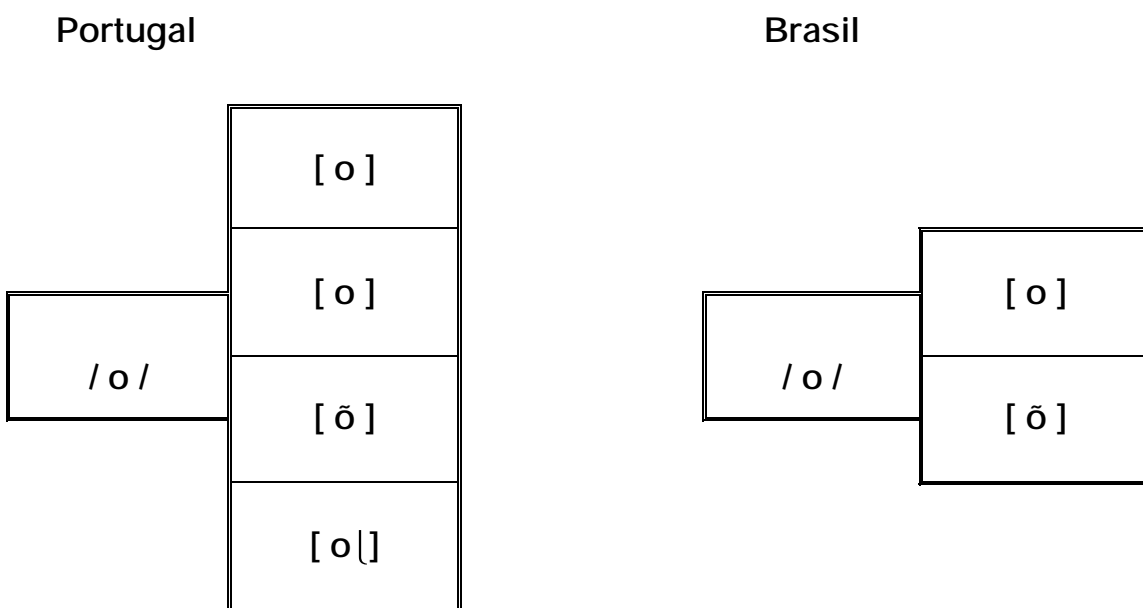 Portugal
Brasil
[ o ]
[ o ]
[ õ ]
/ o /
/ o /
[ o ]
[ õ ]